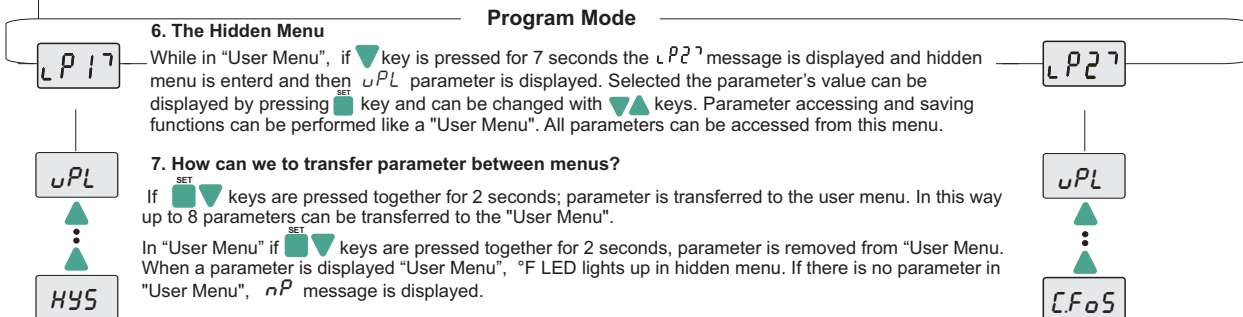 Program Mode
6. The Hidden Menu
While in “User Menu”, if ▼key is pressed for 7 seconds the ⌞P2⌝ message is displayed and hidden
menu is enterd and then uPL parameter is displayed. Selected the parameter's value can be
displayed by pressing SET key and can be changed with ▼▲ keys. Parameter accessing and saving
functions can be performed like a "User Menu". All parameters can be accessed from this menu.
7. How can we to transfer parameter between menus?
If SET ▼ keys are pressed together for 2 seconds; parameter is transferred to the user menu. In this way
up to 8 parameters can be transferred to the "User Menu".
In “User Menu” if SET ▼ keys are pressed together for 2 seconds, parameter is removed from “User Menu.
When a parameter is displayed “User Menu”, °F LED lights up in hidden menu. If there is no parameter in
"User Menu", nP message is displayed.
⌞P1⌝
uPL
HYS
⌞P2⌝
uPL
C.FoS